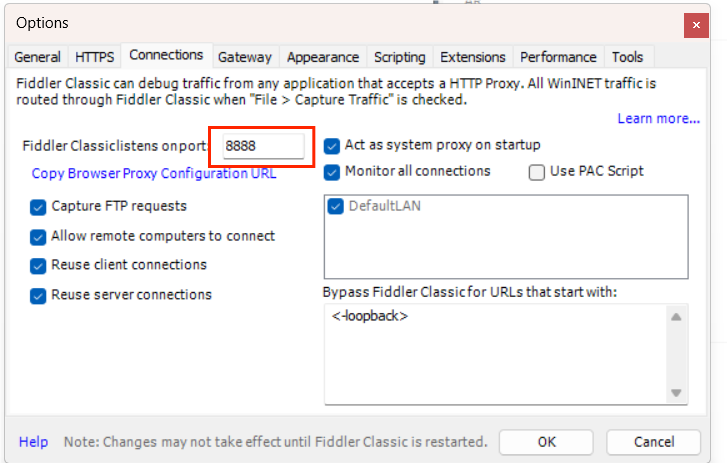 Options
General HTTPS Connections Gateway Appearance Scripting Extensions Performance Tools
Fiddler Classic can debug traffic from any application that accepts a HTTP Proxy. All WinINET traffic is
routed through Fiddler Classic when "File > Capture Traffic" is checked.
Learn more...
Fiddler Classic listens on port: 8888
Act as system proxy on startup
Copy Browser Proxy Configuration URL
Monitor all connections
Use PAC Script
Capture FTP requests
DefaultLAN
Allow remote computers to connect
Reuse client connections
Reuse server connections
Bypass Fiddler Classic for URLs that start with:
<-loopback>
Help
Note: Changes may not take effect until Fiddler Classic is restarted.
OK
Cancel